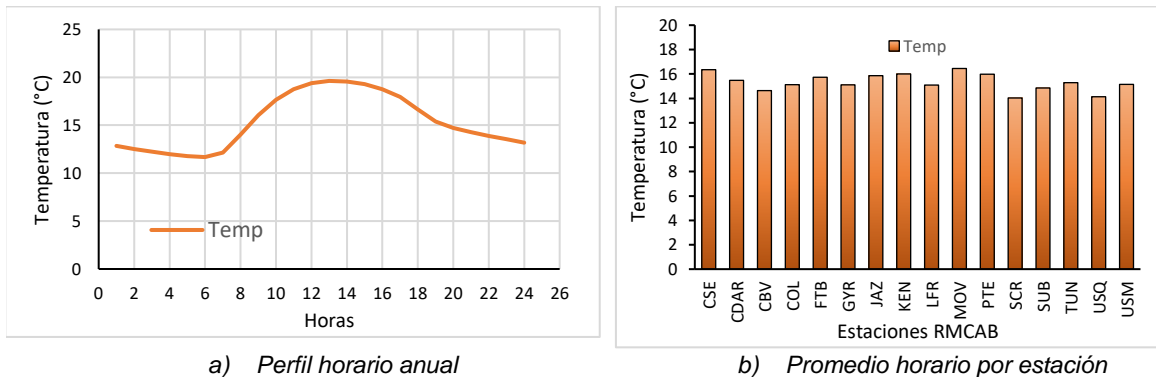 25
20
15
10
5
0
Temperatura (°C)
Temp
0 2 4 6 8 10 12 14 16 18 20 22 24 26
Horas
a) Perfil horario anual
20
18
16
14
12
10
8
6
4
2
0
Temperatura (°C)
Temp
CSE CDAR CBV COL FTB GYR JAZ KEN LFR MOV PTE SCR SUB TUN USQ USM
Estaciones RMCAB
b) Promedio horario por estación